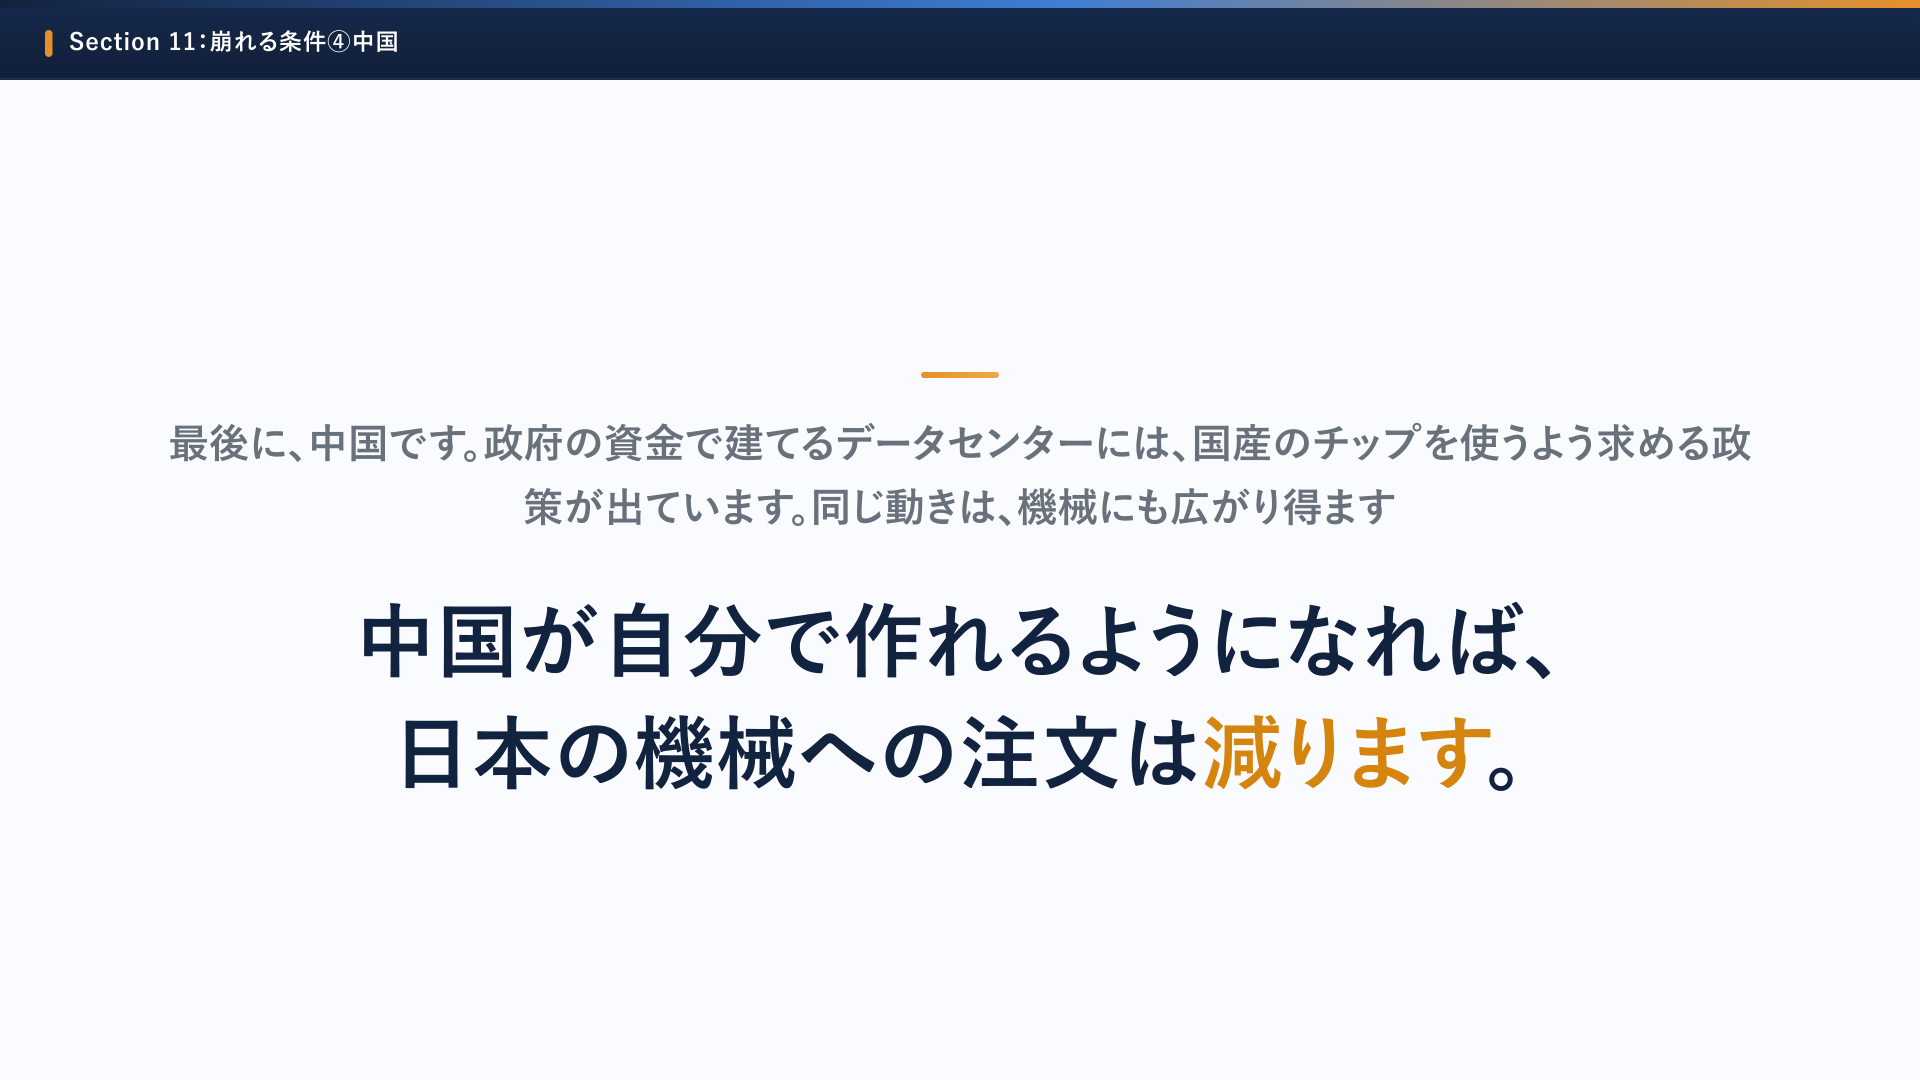 Section 11：崩れる条件④中国
最後に、中国です。政府の資金で建てるデータセンターには、国産のチップを使うよう求める政
策が出ています。同じ動きは、機械にも広がり得ます
中国が自分で作れるようになれば、
日本の機械への注文は減ります。